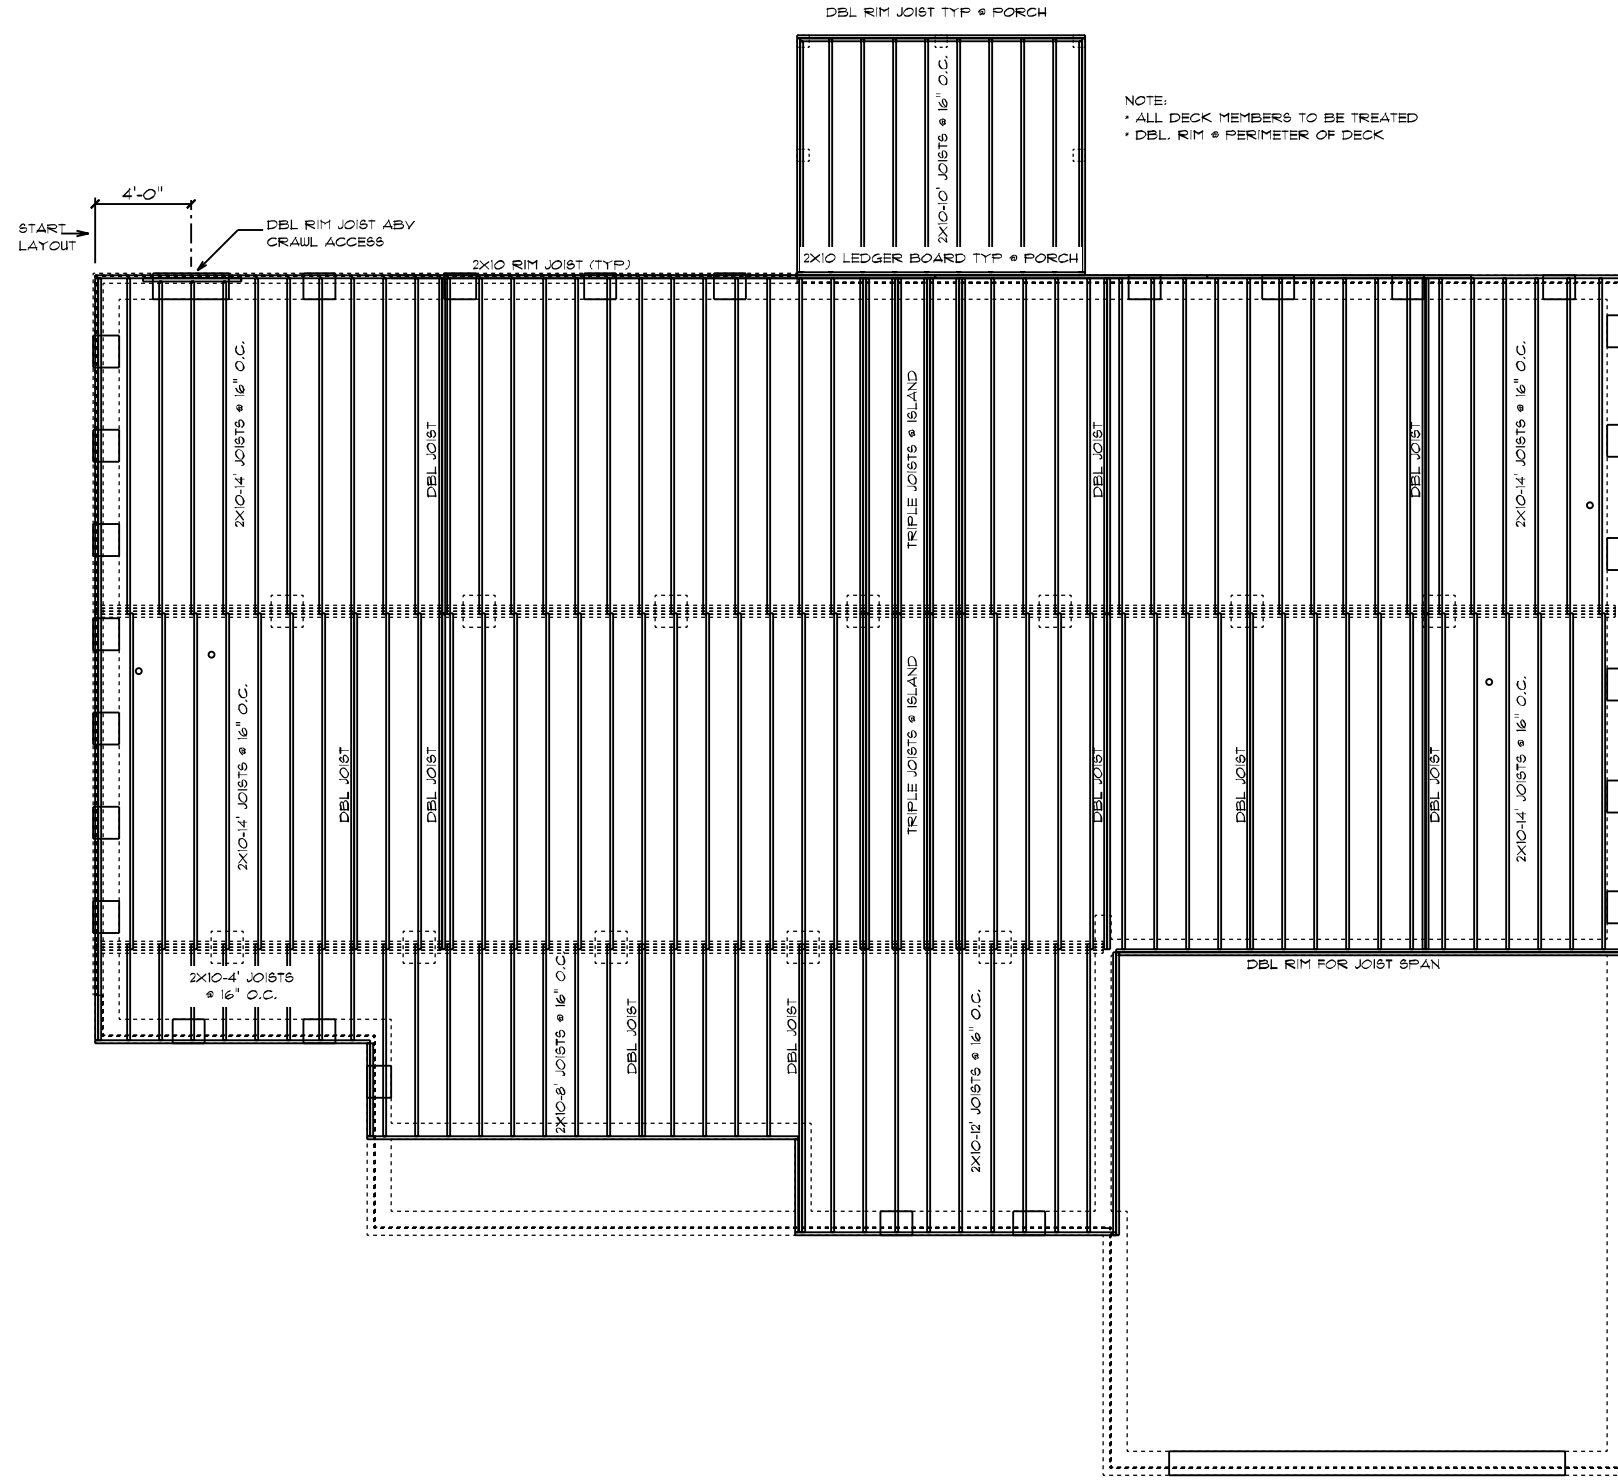 DBL RIM JOIST TYP @ PORCH
2X10-10' JOISTS @ 16" O.C.
NOTE:
* ALL DECK MEMBERS TO BE TREATED
* DBL. RIM @ PERIMETER OF DECK
4'-0"
START
LAYOUT
DBL RIM JOIST ABV
CRAWL ACCESS
2X10 RIM JOIST (TYP)
2X10 LEDGER BOARD TYP @ PORCH
2X10-14' JOISTS @ 16" O.C.
DBL JOIST
TRIPLE JOISTS @ ISLAND
DBL JOIST
DBL JOIST
2X10-14' JOISTS @ 16" O.C.
2X10-14' JOISTS @ 16" O.C.
DBL JOIST
DBL JOIST
TRIPLE JOISTS @ ISLAND
DBL JOIST
DBL JOIST
DBL JOIST
2X10-14' JOISTS @ 16" O.C.
2X10-4' JOISTS
@ 16" O.C.
2X10-8' JOISTS @ 16" O.C.
DBL JOIST
DBL JOIST
2X10-12' JOISTS @ 16" O.C.
DBL RIM FOR JOIST SPAN